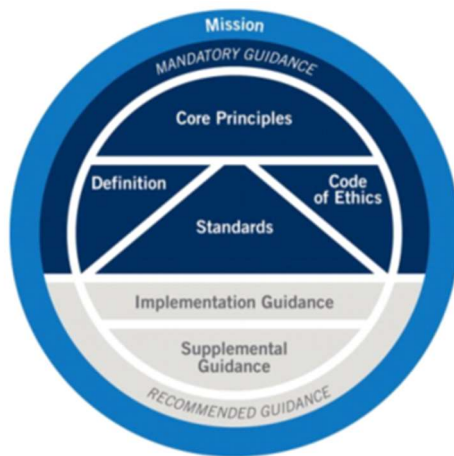 Mission
MANDATORY GUIDANCE
Core Principles
Definition
Code
of Ethics
Standards
Implementation Guidance
Supplemental
Guidance
RECOMMENDED GUIDANCE